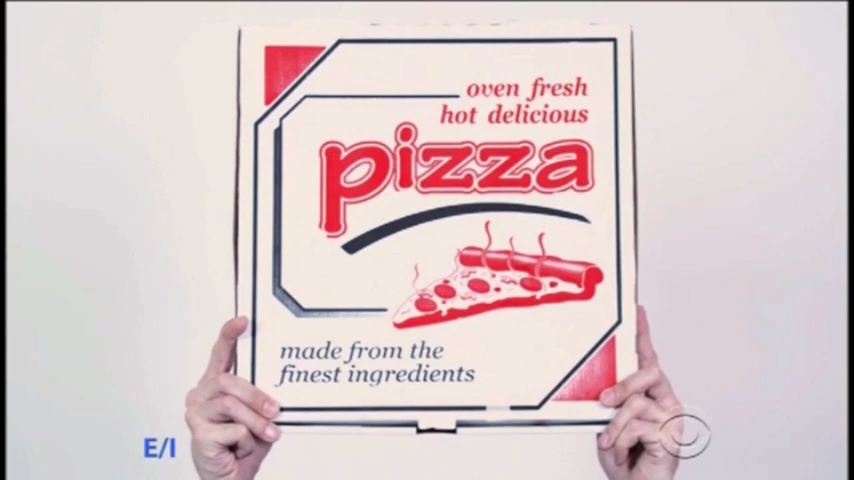 oven fresh
hot delicious
pizza
made from the
finest ingredients
E/I